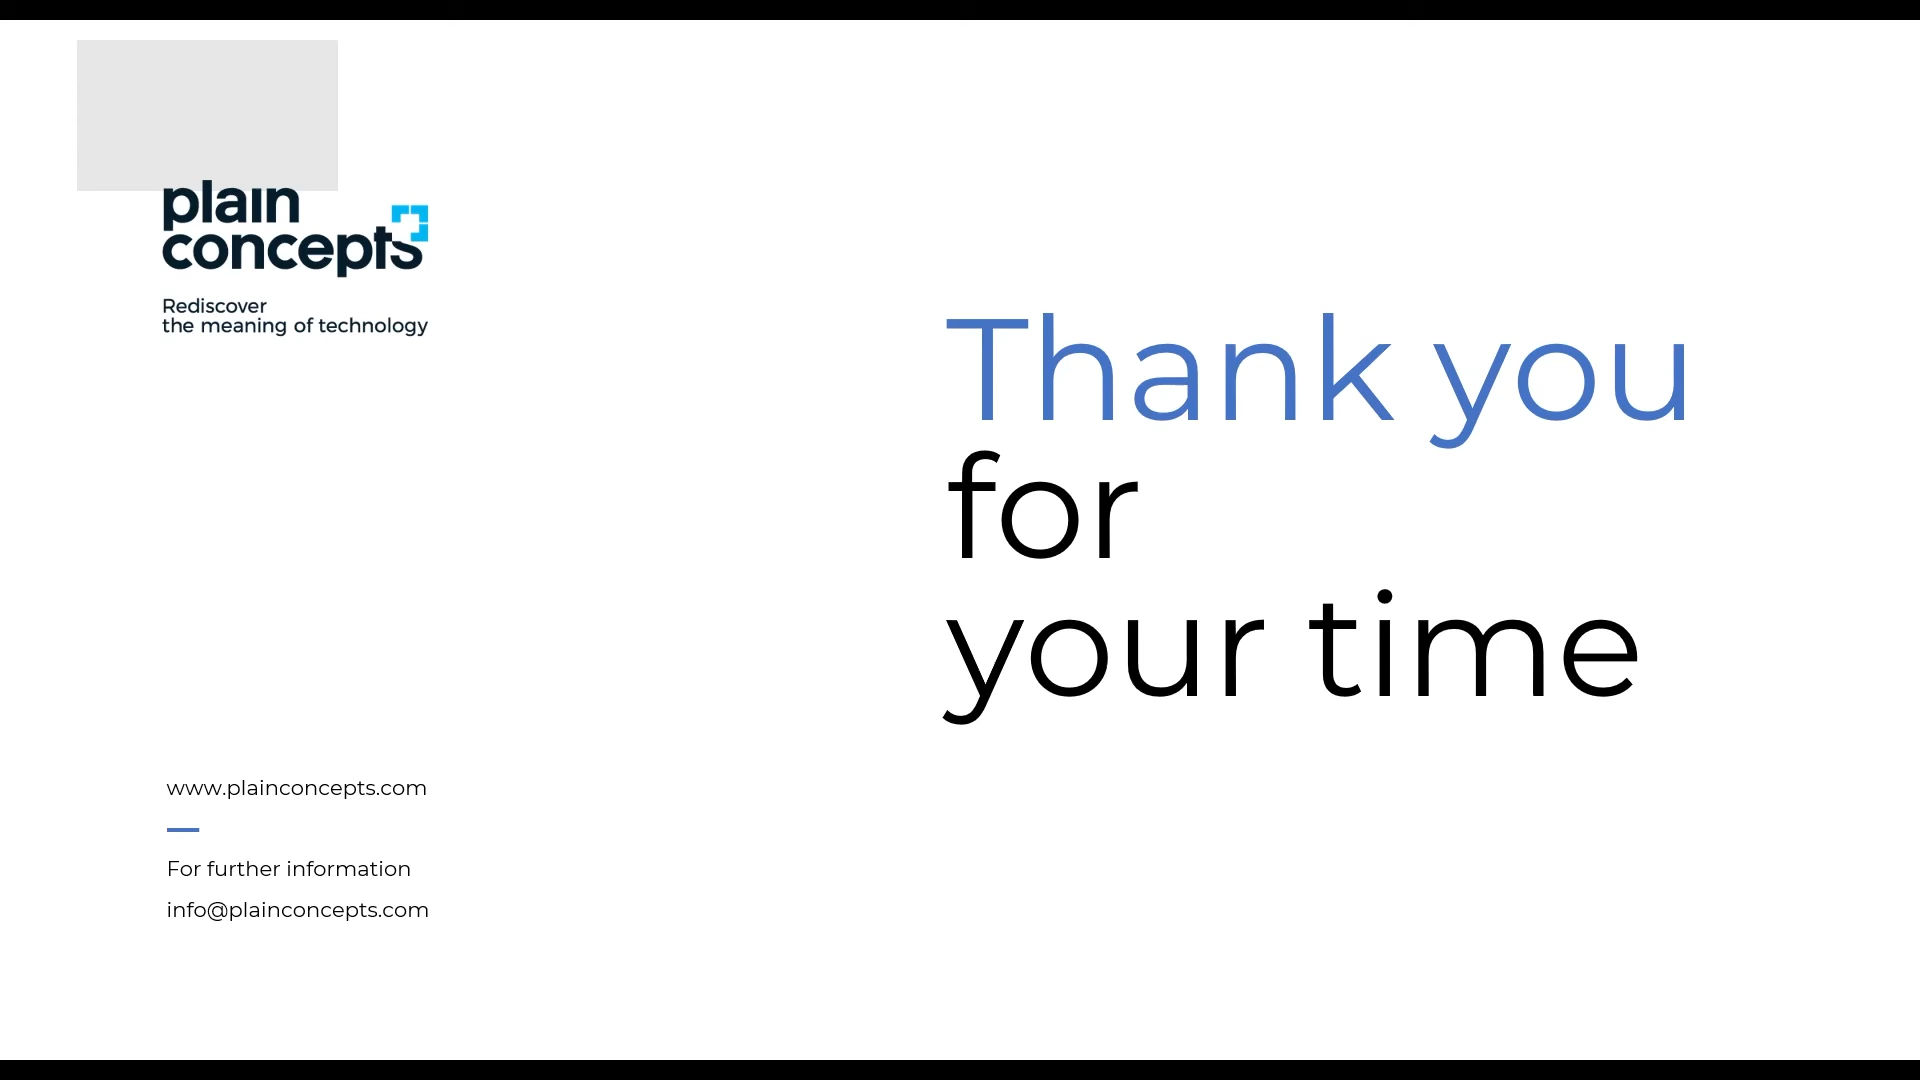 plain
concepts
Rediscover
the meaning of technology
Thank you
for
your time
www.plainconcepts.com
For further information
info@plainconcepts.com